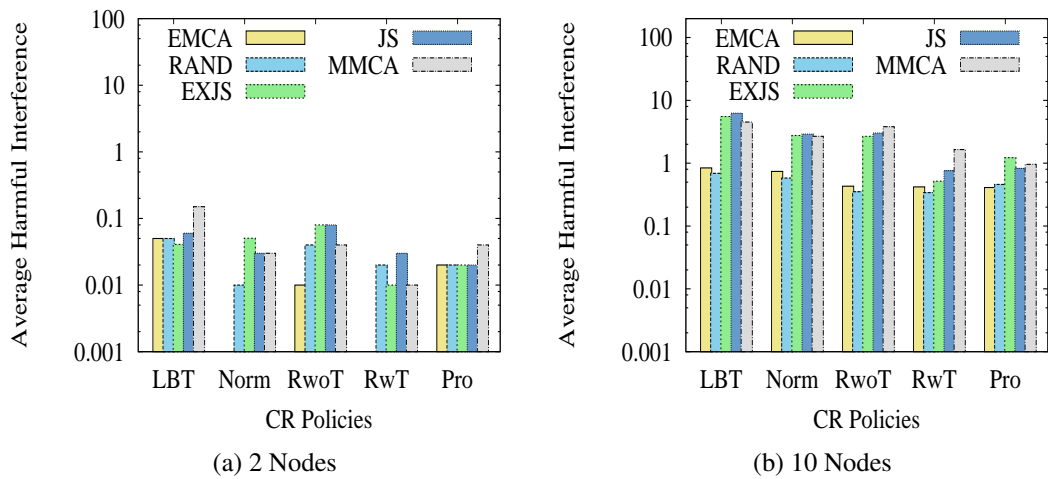 Average Harmful Interference
100
10
1
0.1
0.01
0.001
EMCA
RAND
EXJS
JS
MMCA
LBT Norm RwoT RwT Pro
CR Policies
(a) 2 Nodes
Average Harmful Interference
100
10
1
0.1
0.01
0.001
EMCA
RAND
EXJS
JS
MMCA
LBT Norm RwoT RwT Pro
CR Policies
(b) 10 Nodes